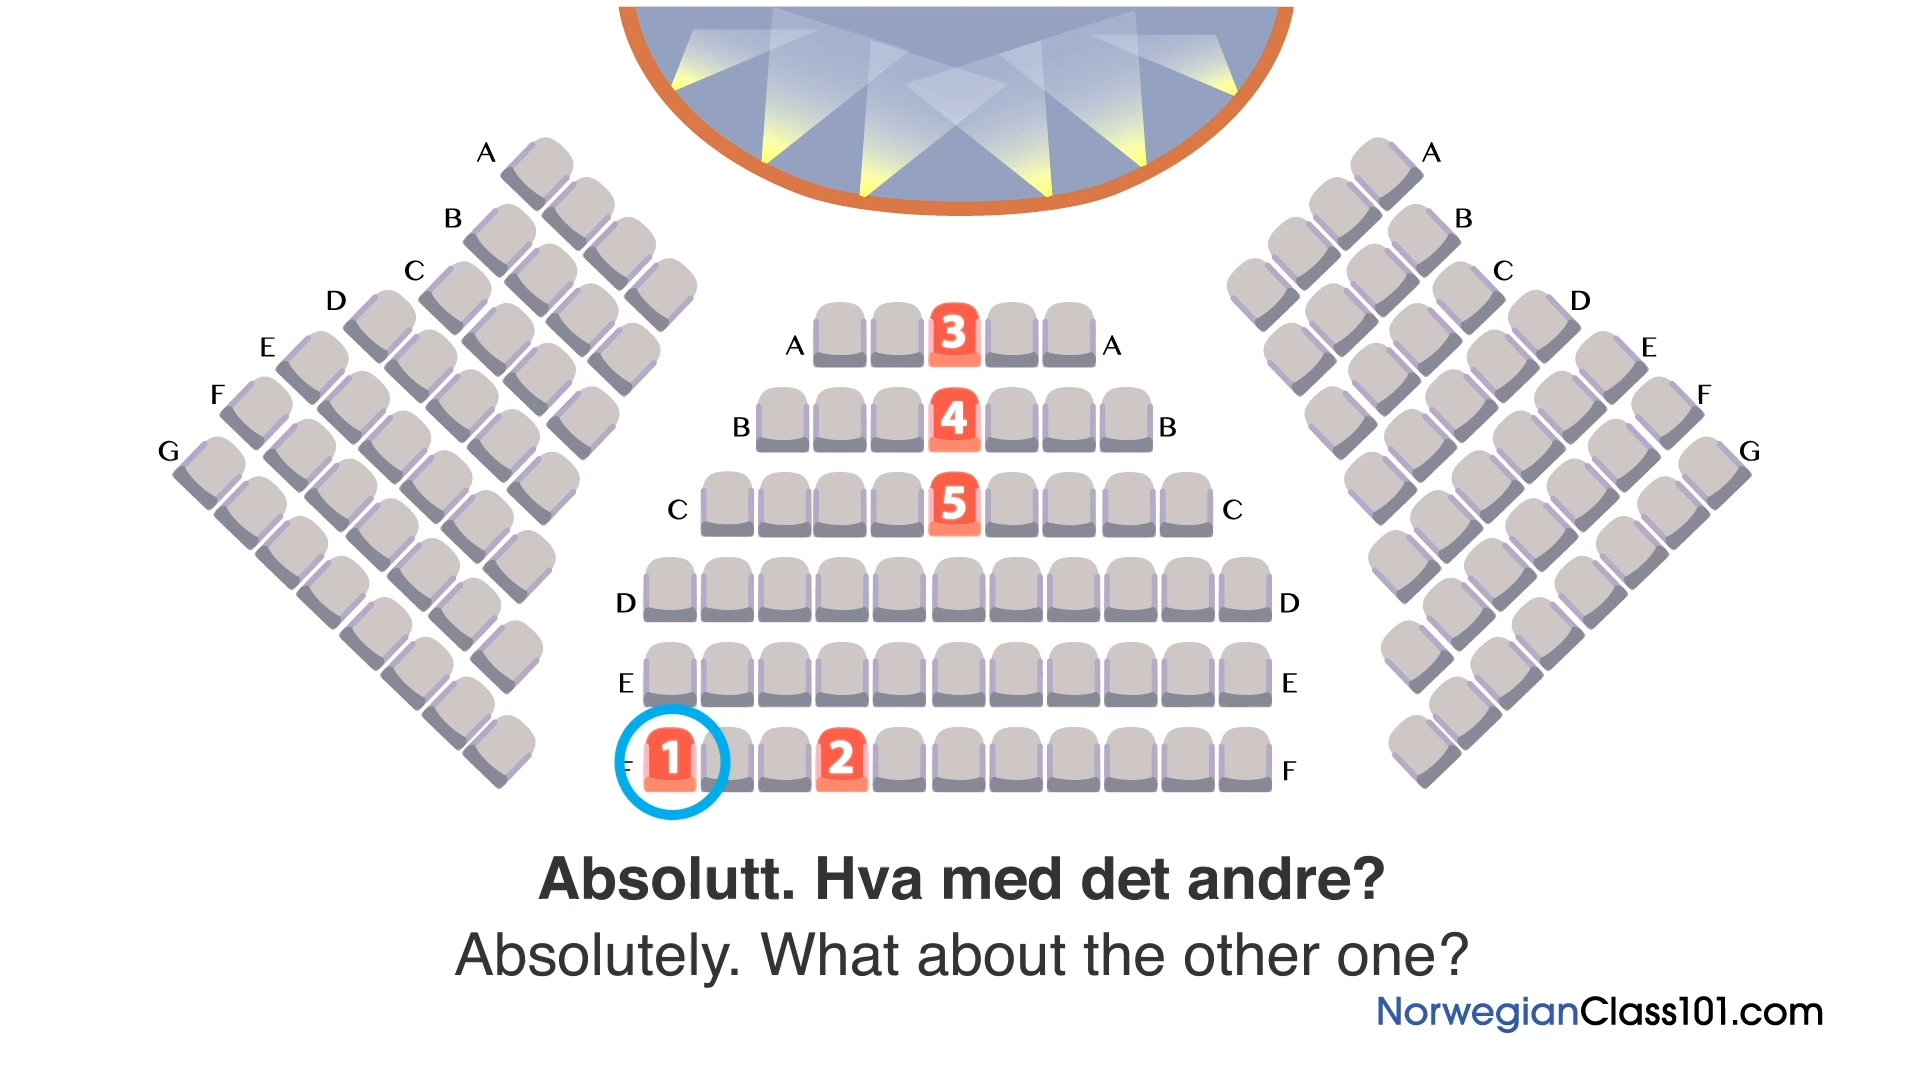 A A
B B
C C
D D
E E
F F
G G
A 3 A
B 4 B
C 5 C
D D
E E
F 1 2 F
Absolutt. Hva med det andre?
Absolutely. What about the other one?
NorwegianClass101.com